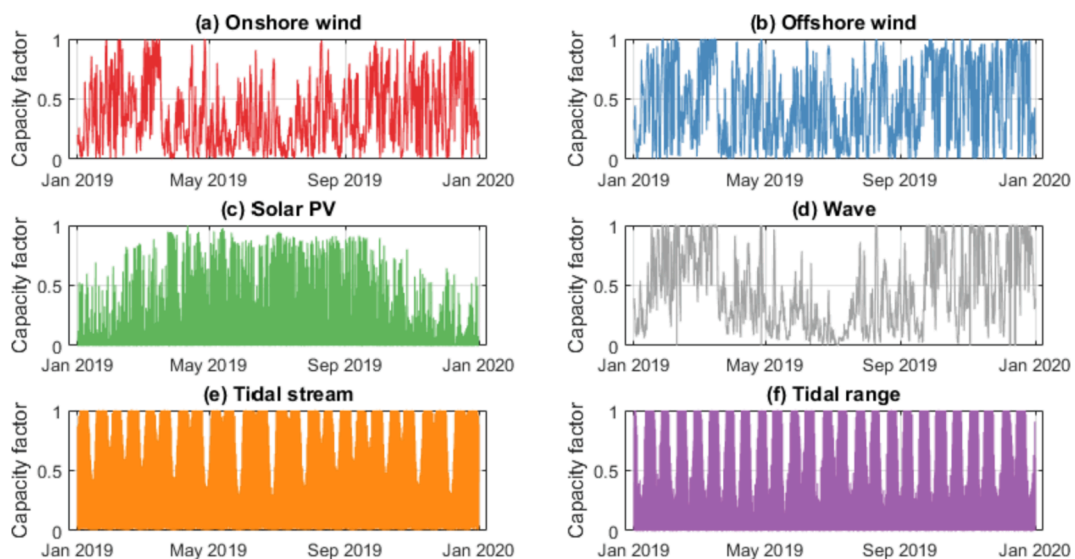 (a) Onshore wind
Capacity factor
1
0.5
0
Jan 2019 May 2019 Sep 2019 Jan 2020
(b) Offshore wind
Capacity factor
1
0.5
0
Jan 2019 May 2019 Sep 2019 Jan 2020
(c) Solar PV
Capacity factor
1
0.5
0
Jan 2019 May 2019 Sep 2019 Jan 2020
(d) Wave
Capacity factor
1
0.5
0
Jan 2019 May 2019 Sep 2019 Jan 2020
(e) Tidal stream
Capacity factor
1
0.5
0
Jan 2019 May 2019 Sep 2019 Jan 2020
(f) Tidal range
Capacity factor
1
0.5
0
Jan 2019 May 2019 Sep 2019 Jan 2020